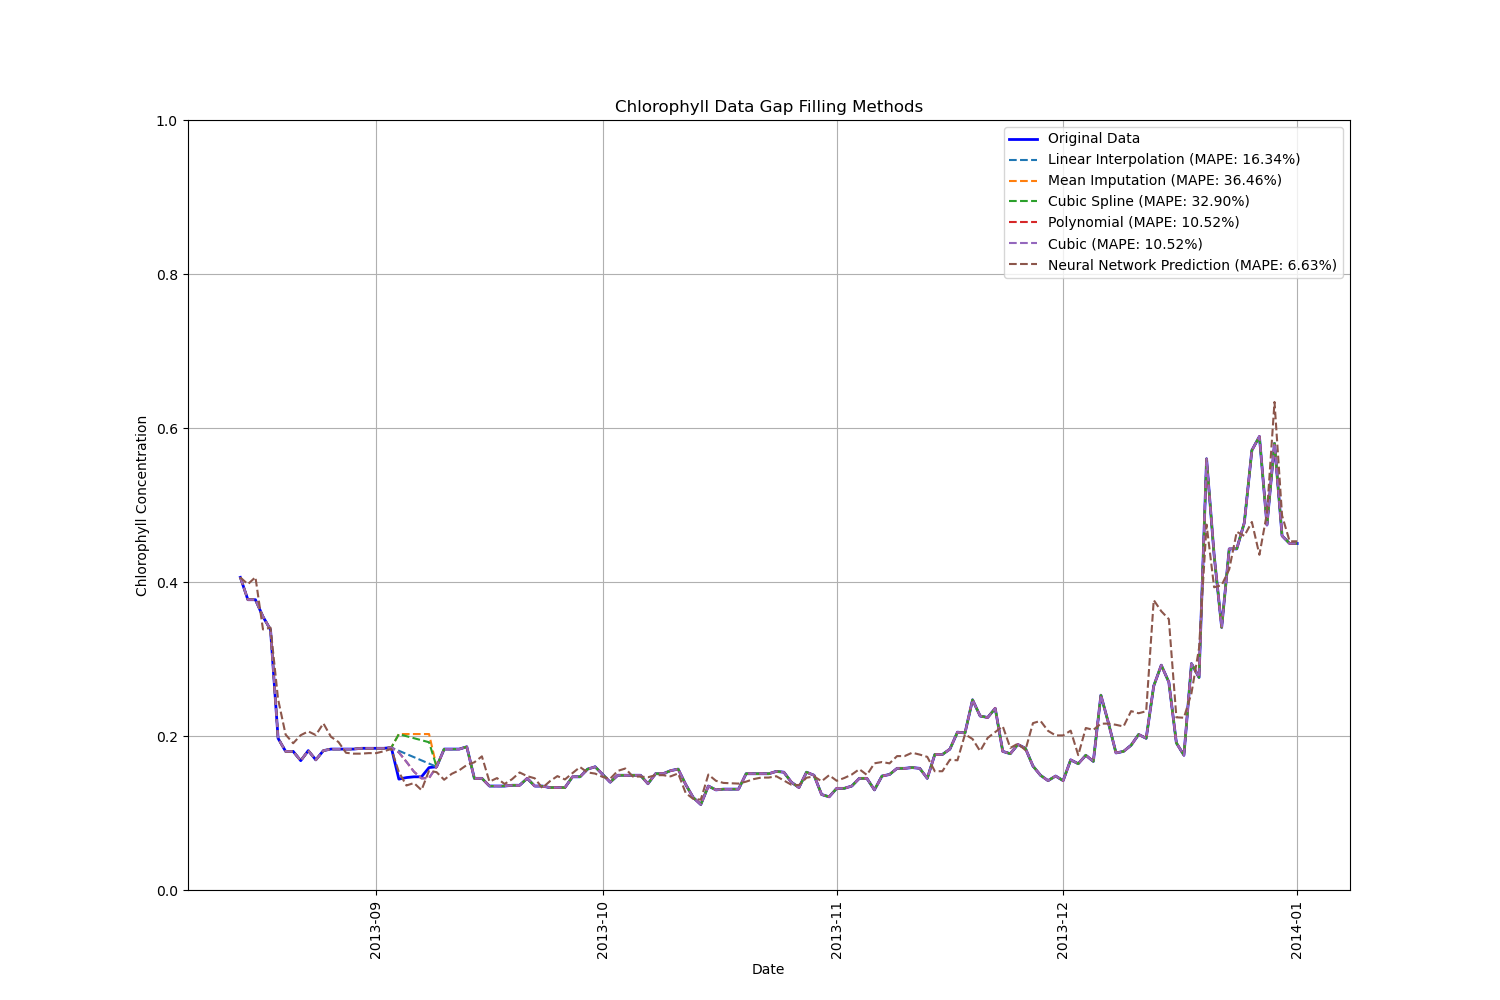 Chlorophyll Data Gap Filling Methods
Original Data
Linear Interpolation (MAPE: 16.34%)
Mean Imputation (MAPE: 36.46%)
Cubic Spline (MAPE: 32.90%)
Polynomial (MAPE: 10.52%)
Cubic (MAPE: 10.52%)
Neural Network Prediction (MAPE: 6.63%)
Chlorophyll Concentration
1.0
0.8
0.6
0.4
0.2
0.0
2013-09
2013-10
2013-11
2013-12
2014-01
Date